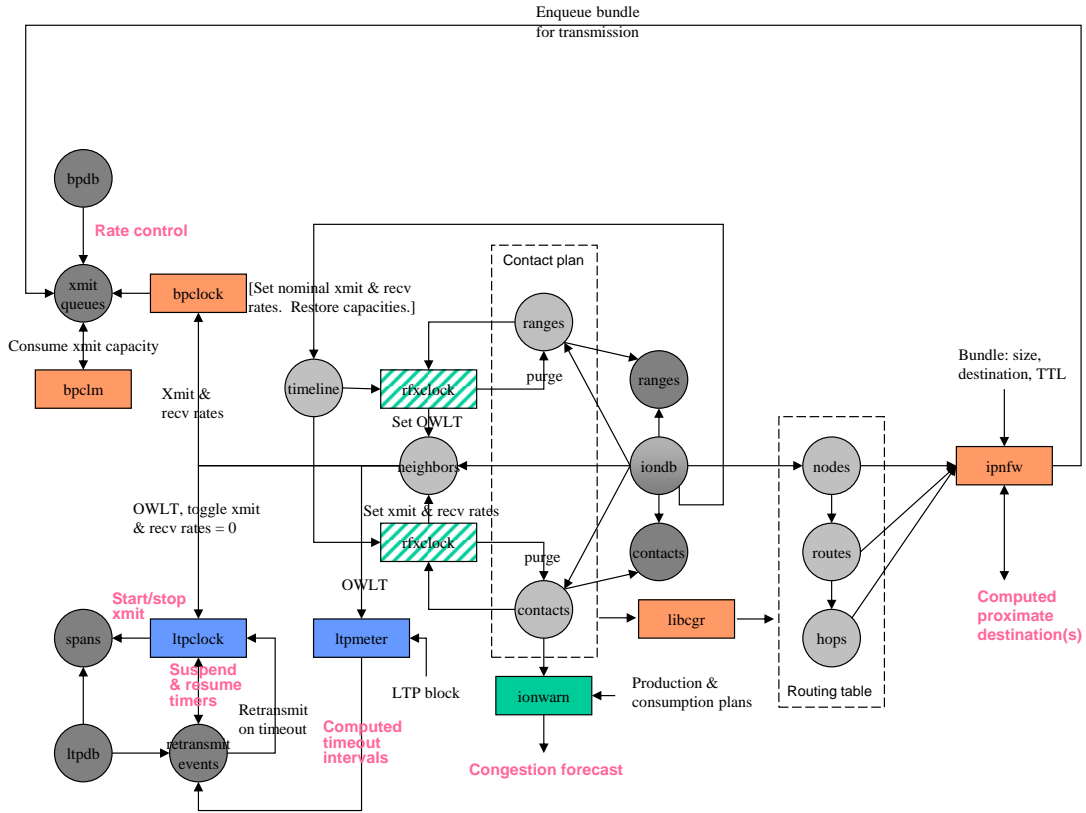 Enqueue bundle
for transmission
bpdb
Rate control
Contact plan
xmit
queues
bpclock
[Set nominal xmit & recv
rates. Restore capacities.]
ranges
Consume xmit capacity
bpclm
Xmit &
recv rates
timeline
rfxclock
purge
ranges
Bundle: size,
destination, TTL
Set OWLT
neighbors
iondb
nodes
ipnfw
OWLT, toggle xmit
& recv rates = 0
Set xmit & recv rates
rfxclock
purge
contacts
routes
OWLT
contacts
libcgr
Computed
proximate
destination(s)
Start/stop
xmit
spans
ltpclock
ltpmeter
hops
Suspend
& resume
timers
LTP block
ionwarn
Production &
consumption plans
Routing table
Retransmit
on timeout
Computed
timeout
intervals
ltpdb
retransmit
events
Congestion forecast